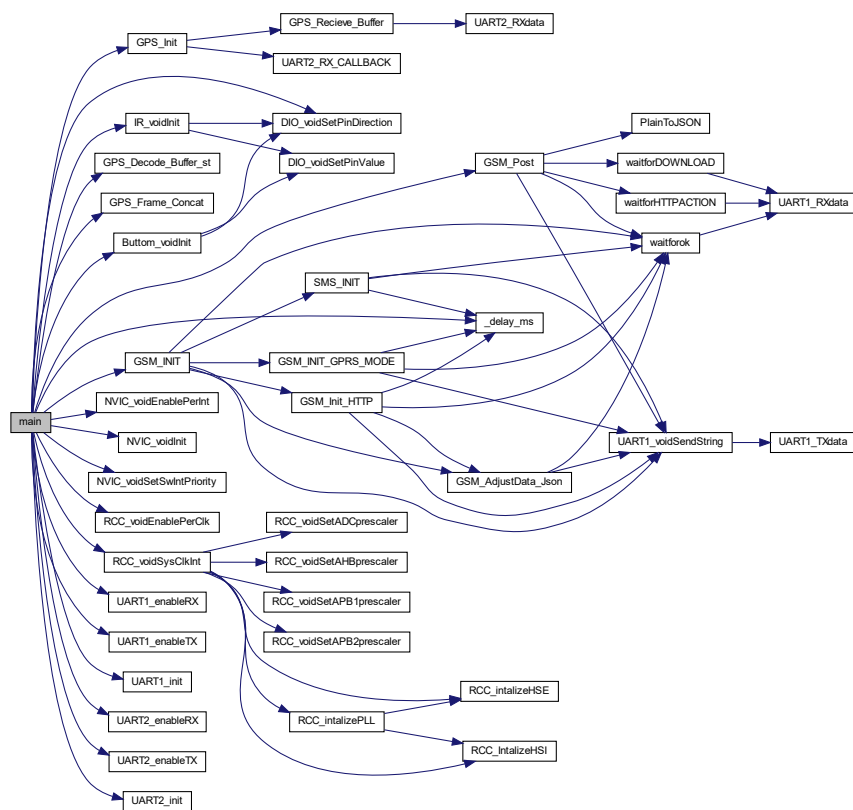 GPS_Recieve_Buffer
UART2_RXdata
GPS_Init
UART2_RX_CALLBACK
PlainToJSON
IR_voidInit
DIO_voidSetPinDirection
GPS_Decode_Buffer_st
DIO_voidSetPinValue
GSM_Post
waitforDOWNLOAD
GPS_Frame_Concat
waitforHTTPACTION
UART1_RXdata
Buttom_voidInit
waitforok
SMS_INIT
_delay_ms
GSM_INIT
GSM_INIT_GPRS_MODE
NVIC_voidEnablePerInt
GSM_Init_HTTP
main
NVIC_voidInit
UART1_voidSendString
UART1_TXdata
NVIC_voidSetSwIntPriority
GSM_AdjustData_Json
RCC_voidEnablePerClk
RCC_voidSetADCprescaler
RCC_voidSysClkInt
RCC_voidSetAHBprescaler
UART1_enableRX
RCC_voidSetAPB1prescaler
UART1_enableTX
RCC_voidSetAPB2prescaler
UART1_init
RCC_intalizeHSE
UART2_enableRX
RCC_intalizePLL
RCC_IntalizeHSI
UART2_enableTX
UART2_init